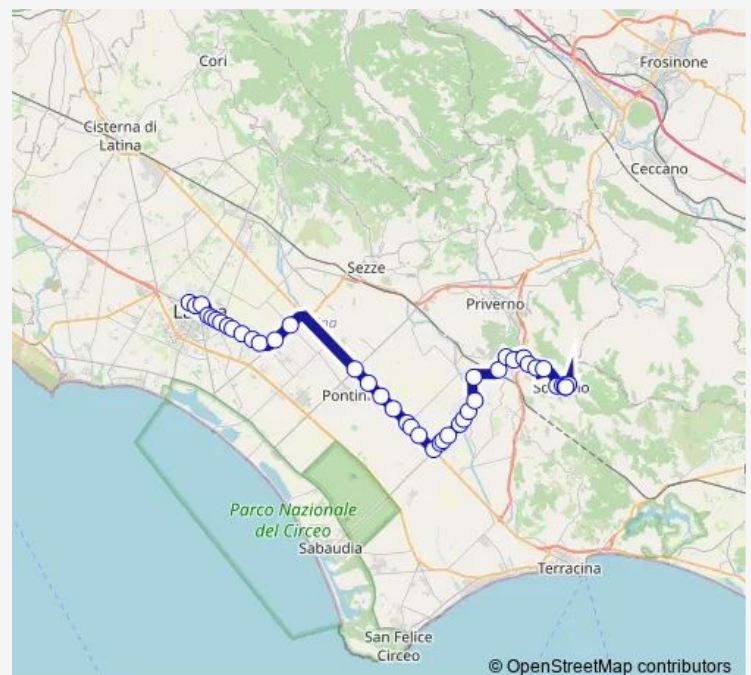 Cori
Frosinone
Cisterna di
Latina
Ceccano
Sezze
Priverno
Parco Nazionale
del Circeo
Sabaudia
Terracina
San Felice
Circeo
© OpenStreetMap contributors